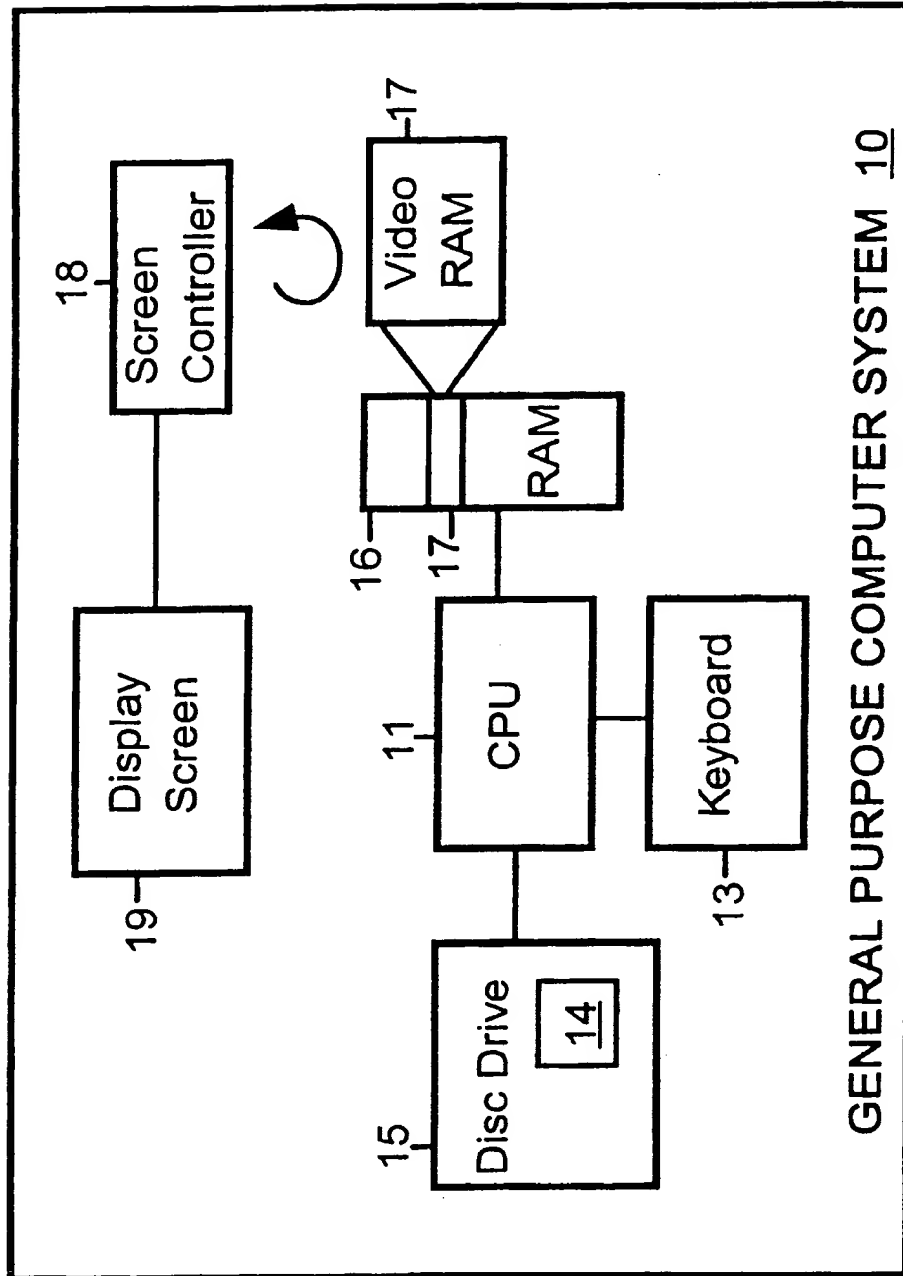 18
Screen
Controller
Display
Screen
19
17
Video
RAM
16
17
RAM
11
CPU
15
Disc Drive
14
Keyboard
13
GENERAL PURPOSE COMPUTER SYSTEM 10